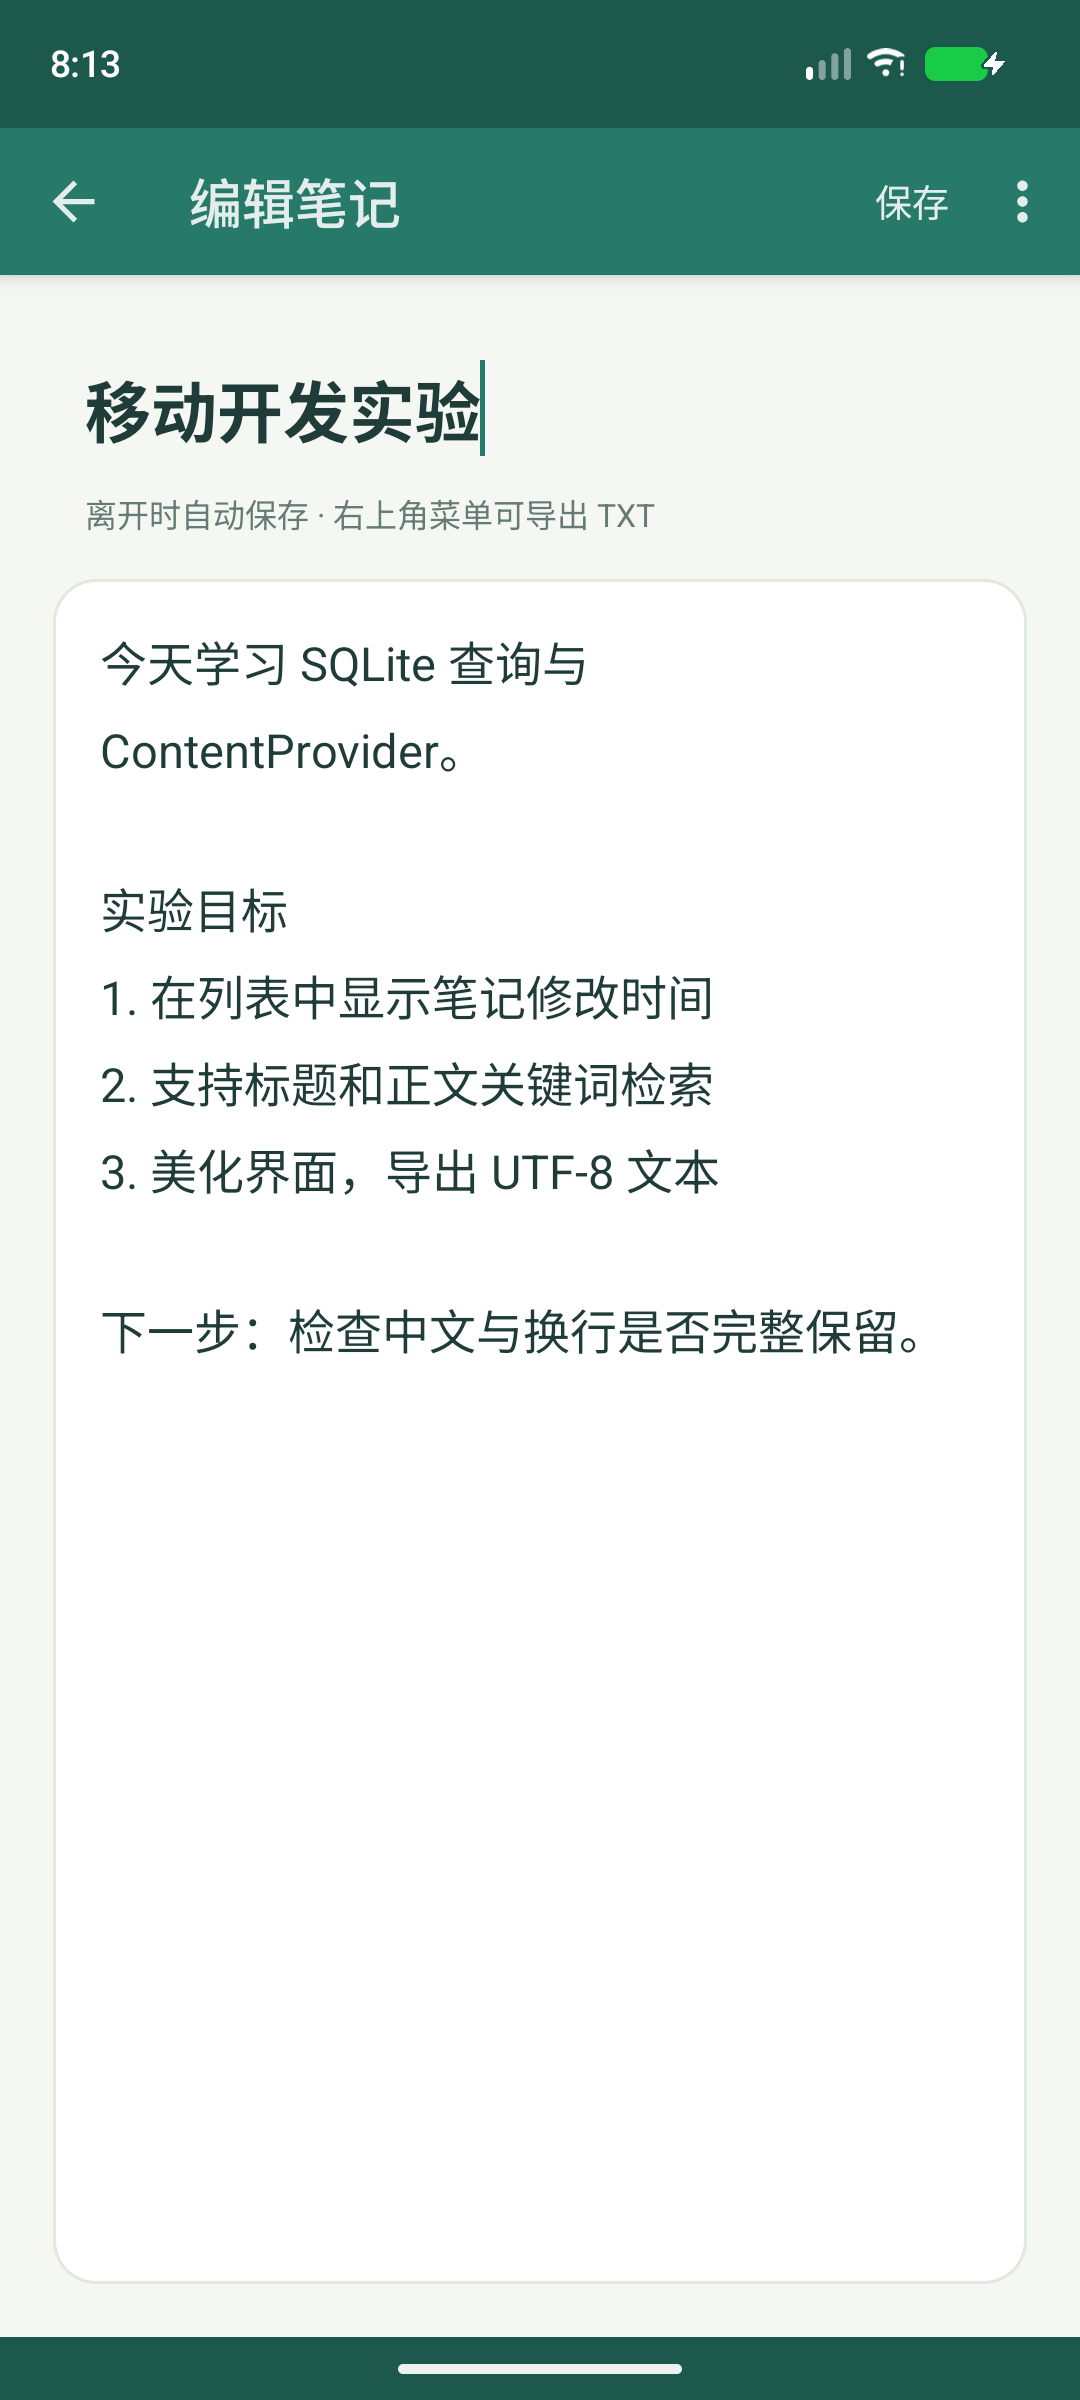 8:13
编辑笔记
保存
移动开发实验
离开时自动保存 · 右上角菜单可导出 TXT
今天学习 SQLite 查询与
ContentProvider。
实验目标
1. 在列表中显示笔记修改时间
2. 支持标题和正文关键词检索
3. 美化界面，导出 UTF-8 文本
下一步：检查中文与换行是否完整保留。